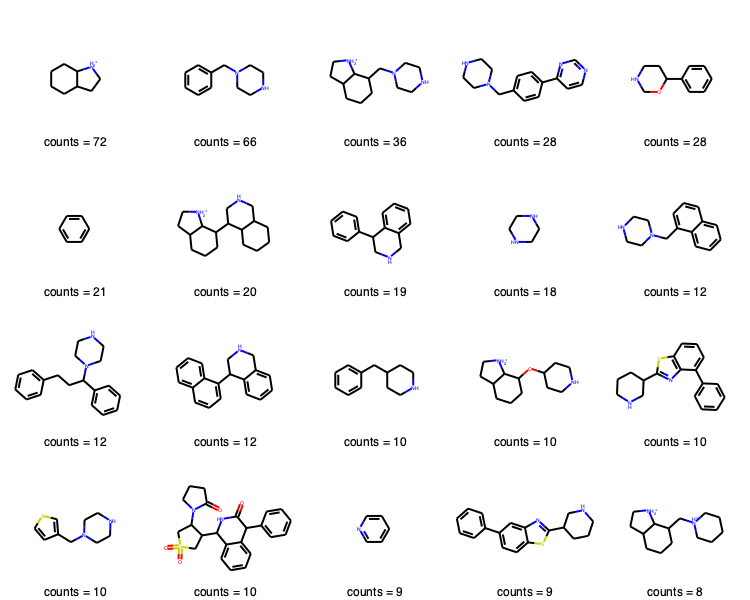 counts = 72
counts = 66
counts = 36
counts = 28
counts = 28
counts = 21
counts = 20
counts = 19
counts = 18
counts = 12
counts = 12
counts = 12
counts = 10
counts = 10
counts = 10
counts = 10
counts = 10
counts = 9
counts = 9
counts = 8